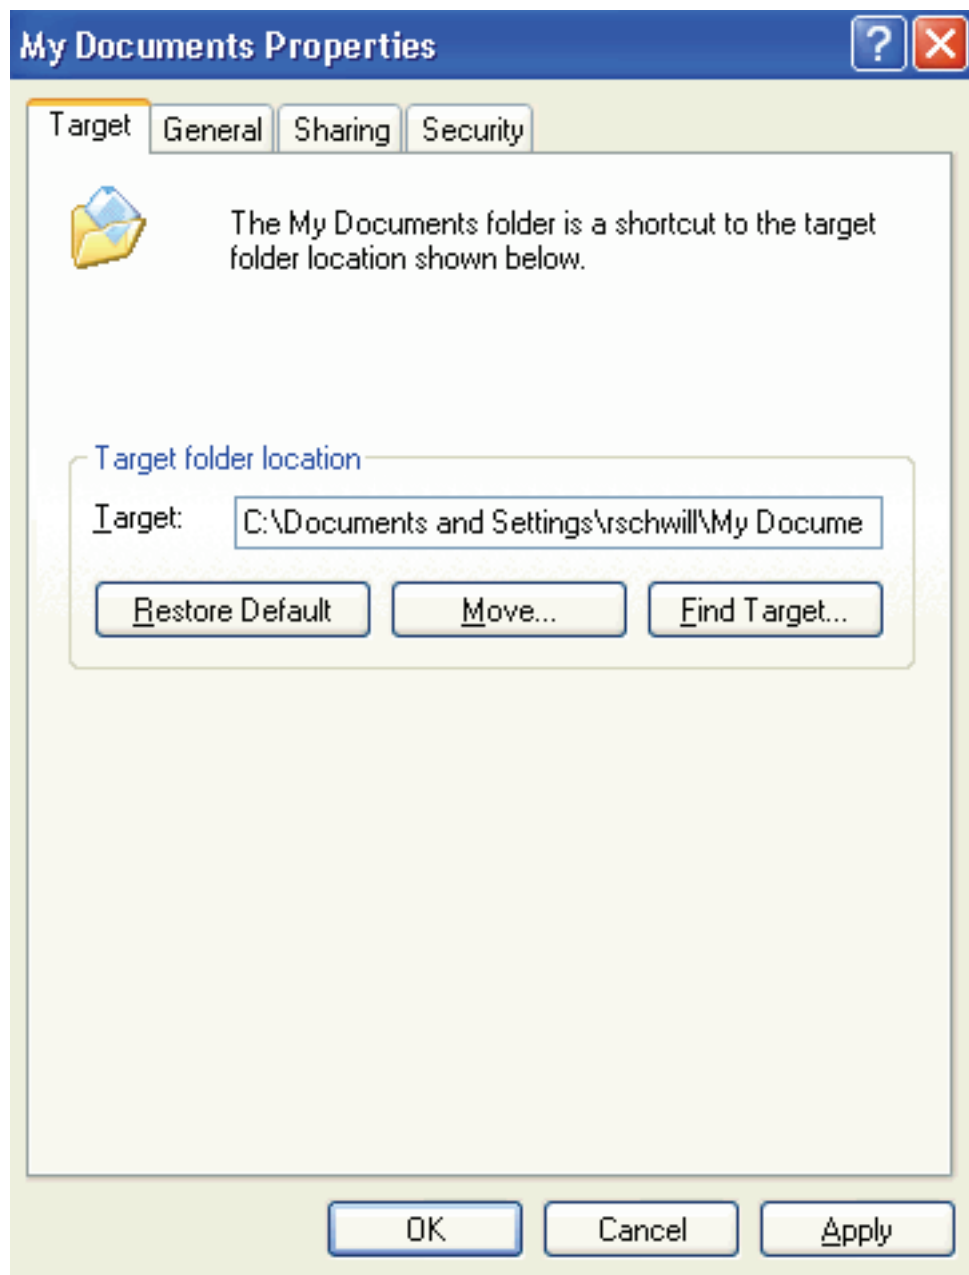 My Documents Properties
?
Target General Sharing Security
The My Documents folder is a shortcut to the target
folder location shown below.
Target folder location
Target: C:\Documents and Settings\rschwill\My Docume
Restore Default Move... Find Target...
OK Cancel Apply